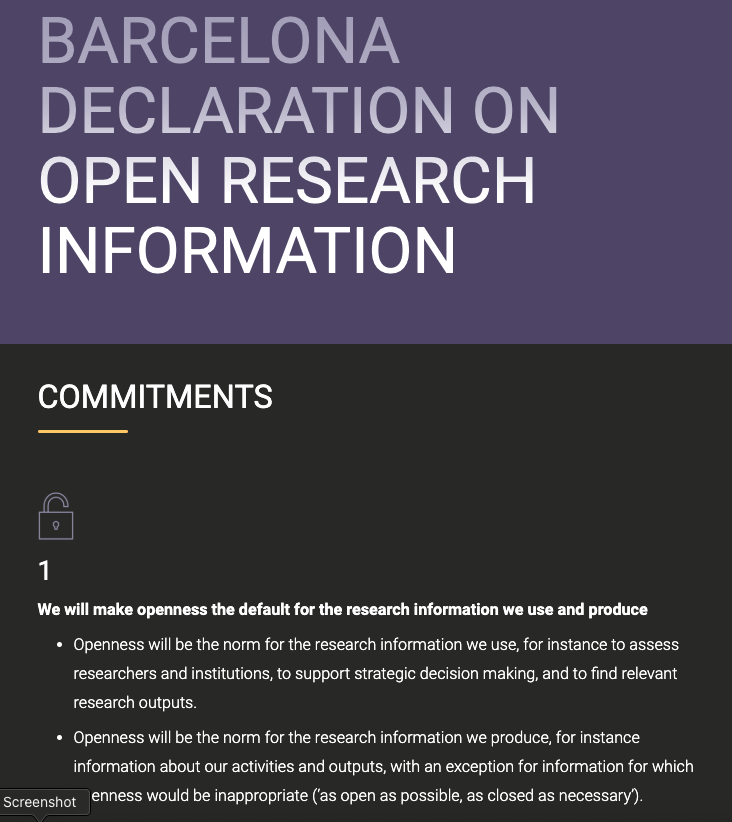 BARCELONA
DECLARATION ON
OPEN RESEARCH
INFORMATION
COMMITMENTS
1
We will make openness the default for the research information we use and produce
• Openness will be the norm for the research information we use, for instance to assess
researchers and institutions, to support strategic decision making, and to find relevant
research outputs.
• Openness will be the norm for the research information we produce, for instance
information about our activities and outputs, with an exception for information for which
enness would be inappropriate (‘as open as possible, as closed as necessary’).
Screenshot